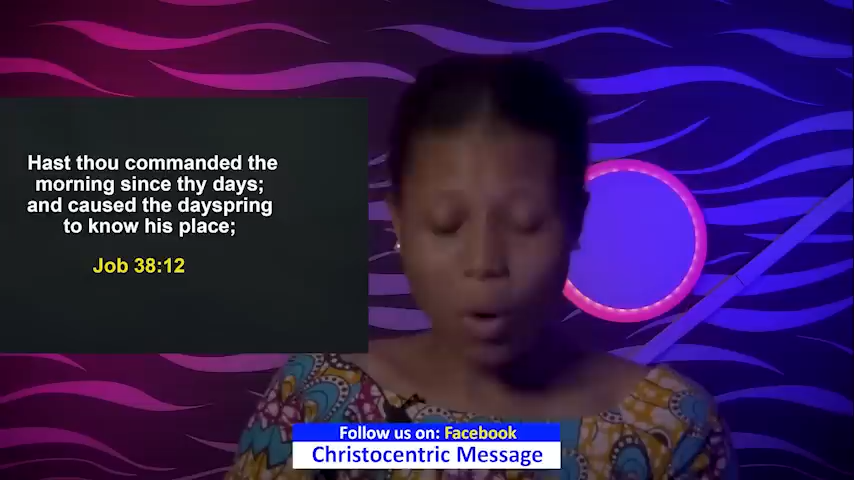 Hast thou commanded the
morning since thy days;
and caused the dayspring
to know his place;
Job 38:12
Follow us on: Facebook
Christocentric Message